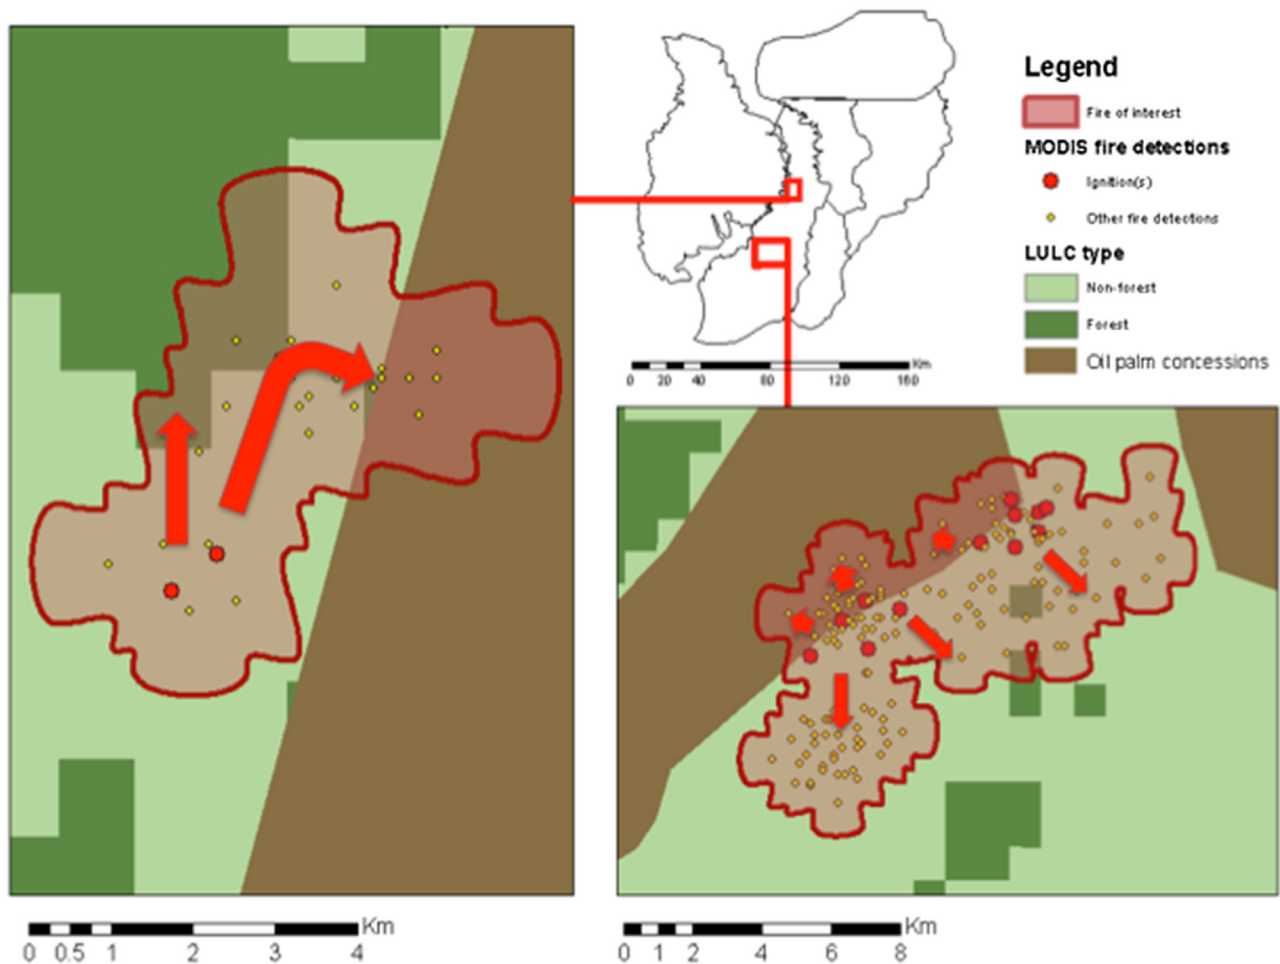 Legend
Fire of interest
MODIS fire detections
Ignition(s)
Other fire detections
LULC type
Non-forest
Forest
Oil palm concessions
Km
0 20 40 80 120 160
Km
0 0.5 1 2 3 4
Km
0 1 2 4 6 8